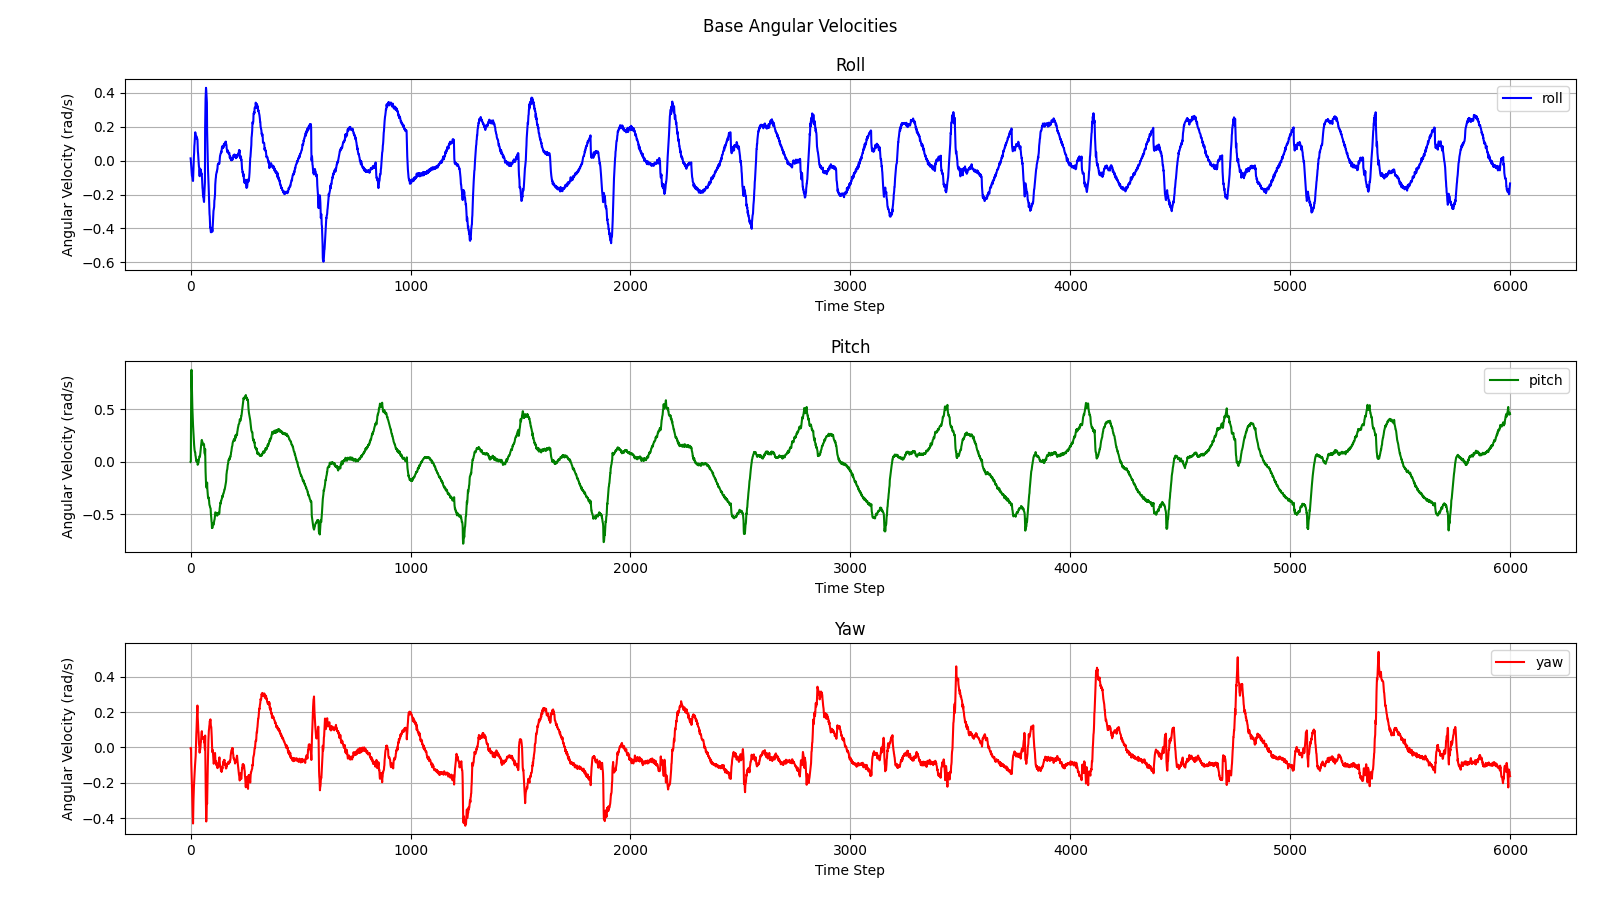 Base Angular Velocities
Roll
Angular Velocity (rad/s)
0.4
0.2
0.0
−0.2
−0.4
−0.6
roll
0 1000 2000 3000 4000 5000 6000
Time Step
Pitch
Angular Velocity (rad/s)
0.5
0.0
−0.5
pitch
0 1000 2000 3000 4000 5000 6000
Time Step
Yaw
Angular Velocity (rad/s)
0.4
0.2
0.0
−0.2
−0.4
yaw
0 1000 2000 3000 4000 5000 6000
Time Step